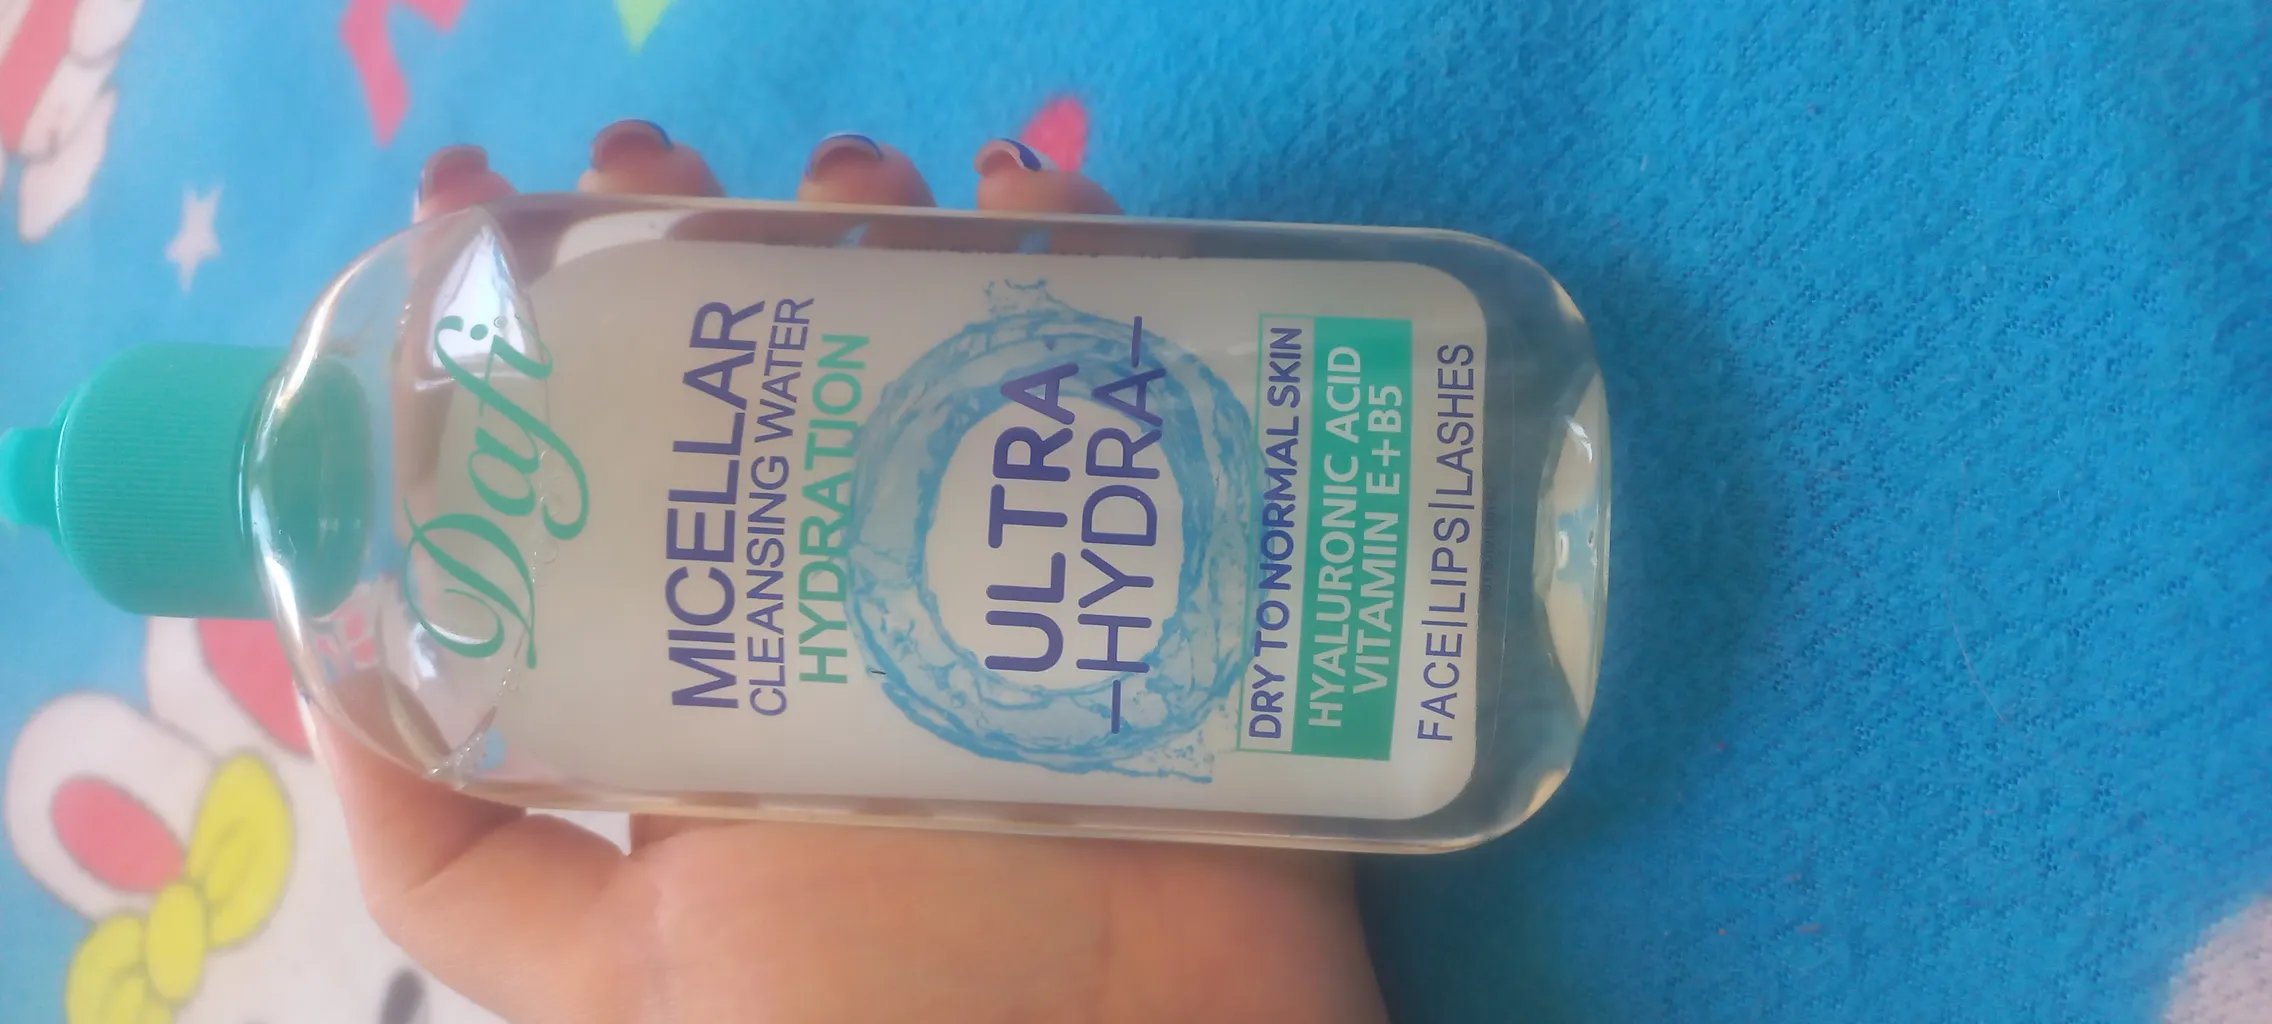 Dafi
MICELLAR
CLEANSING WATER
HYDRATION
ULTRA
HYDRA
DRY TO NORMAL SKIN
HYALURONIC ACID
VITAMIN E+B5
FACE|LIPS|LASHES